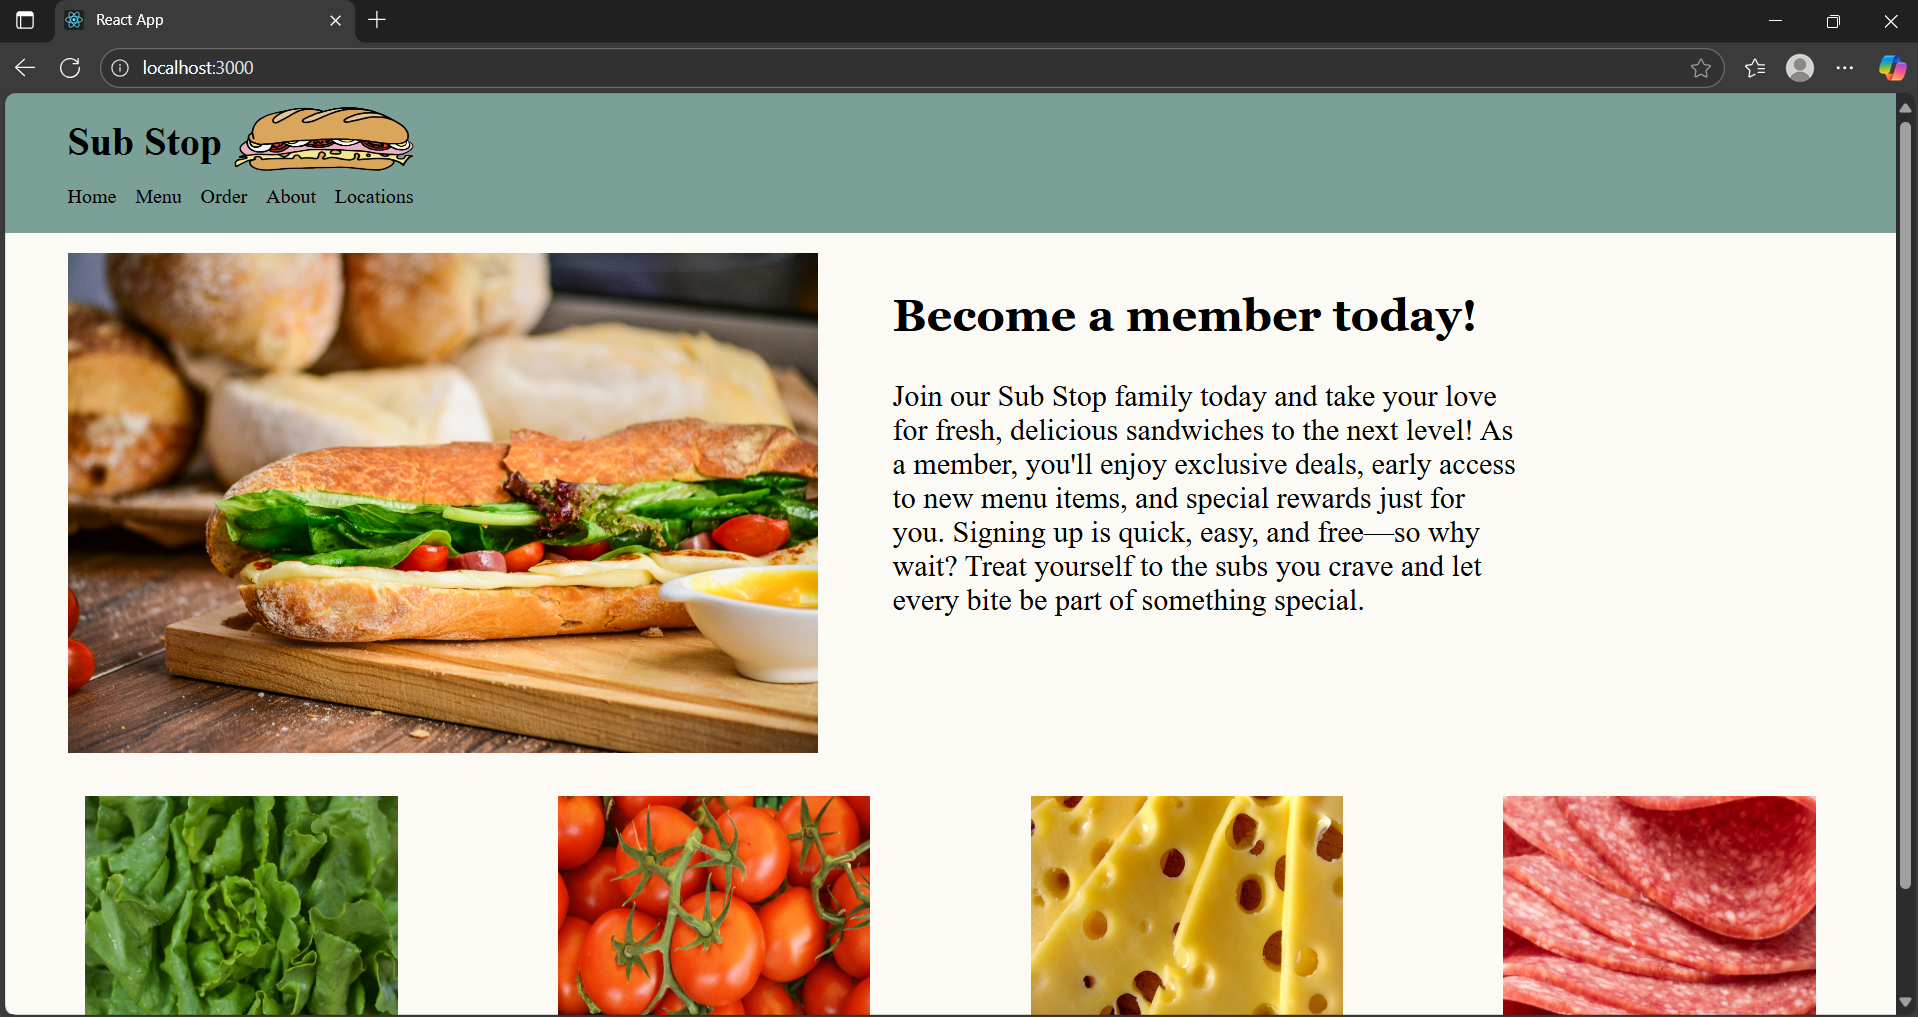 React App
localhost:3000
Sub Stop
Home Menu Order About Locations
Become a member today!
Join our Sub Stop family today and take your love
for fresh, delicious sandwiches to the next level! As
a member, you'll enjoy exclusive deals, early access
to new menu items, and special rewards just for
you. Signing up is quick, easy, and free—so why
wait? Treat yourself to the subs you crave and let
every bite be part of something special.